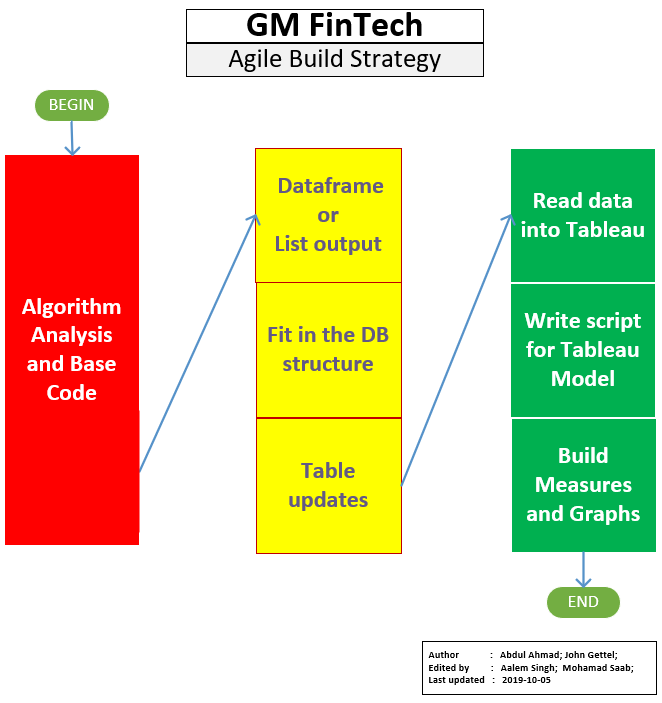 GM FinTech
Agile Build Strategy
BEGIN
Algorithm
Analysis
and Base
Code
Dataframe
or
List output
Fit in the DB
structure
Table
updates
Read data
into Tableau
Write script
for Tableau
Model
Build
Measures
and Graphs
END
Author : Abdul Ahmad; John Gettel;
Edited by : Aalem Singh; Mohamad Saab;
Last updated : 2019-10-05